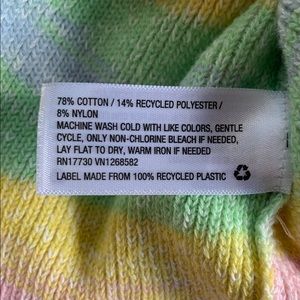 78% COTTON / 14% RECYCLED POLYESTER /
8% NYLON
MACHINE WASH COLD WITH LIKE COLORS, GENTLE
CYCLE, ONLY NON-CHLORINE BLEACH IF NEEDED,
LAY FLAT TO DRY, WARM IRON IF NEEDED
RN17730 VN1268582
LABEL MADE FROM 100% RECYCLED PLASTIC